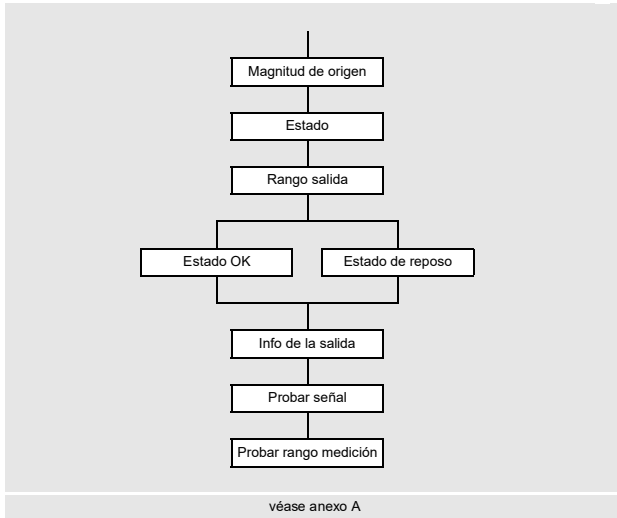 Magnitud de origen
Estado
Rango salida
Estado OK
Estado de reposo
Info de la salida
Probar señal
Probar rango medición
véase anexo A